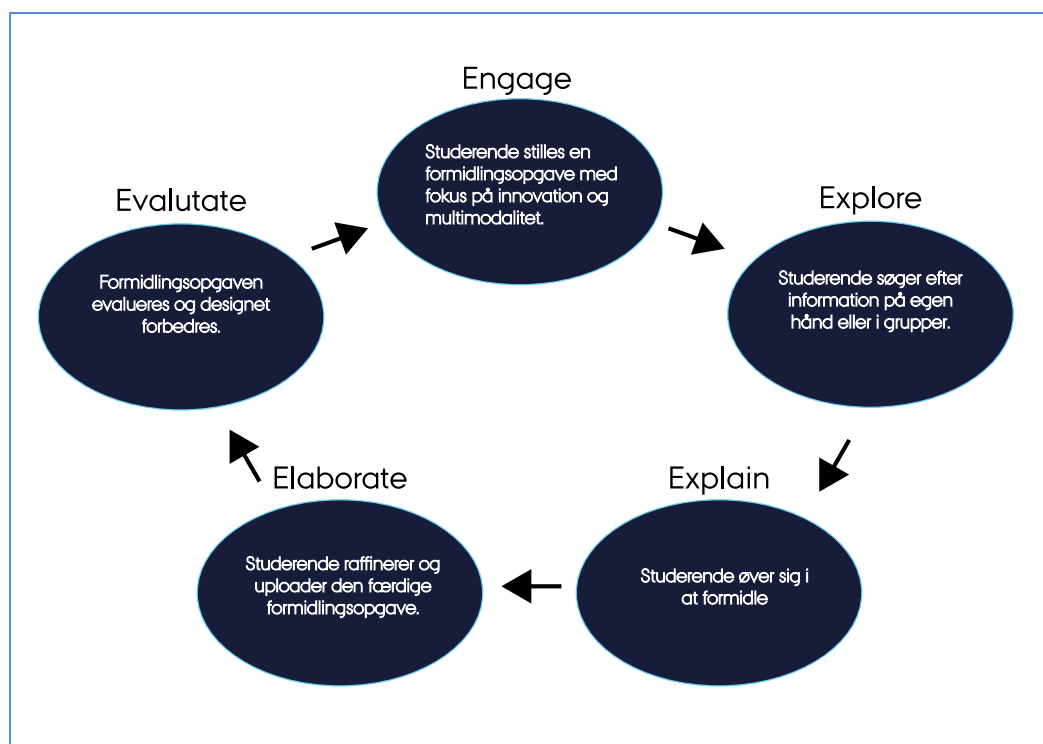 Engage
Studerende stilles en
formidlingsopgave med
fokus på innovation og
multimodalitet.
Explore
Studerende søger efter
information på egen
hånd eller i grupper.
Explain
Studerende øver sig i
at formidle
Elaborate
Studerende raffinerer og
uploader den færdige
formidlingsopgave.
Evalutate
Formidlingsopgaven
evalueres og designet
forbedres.